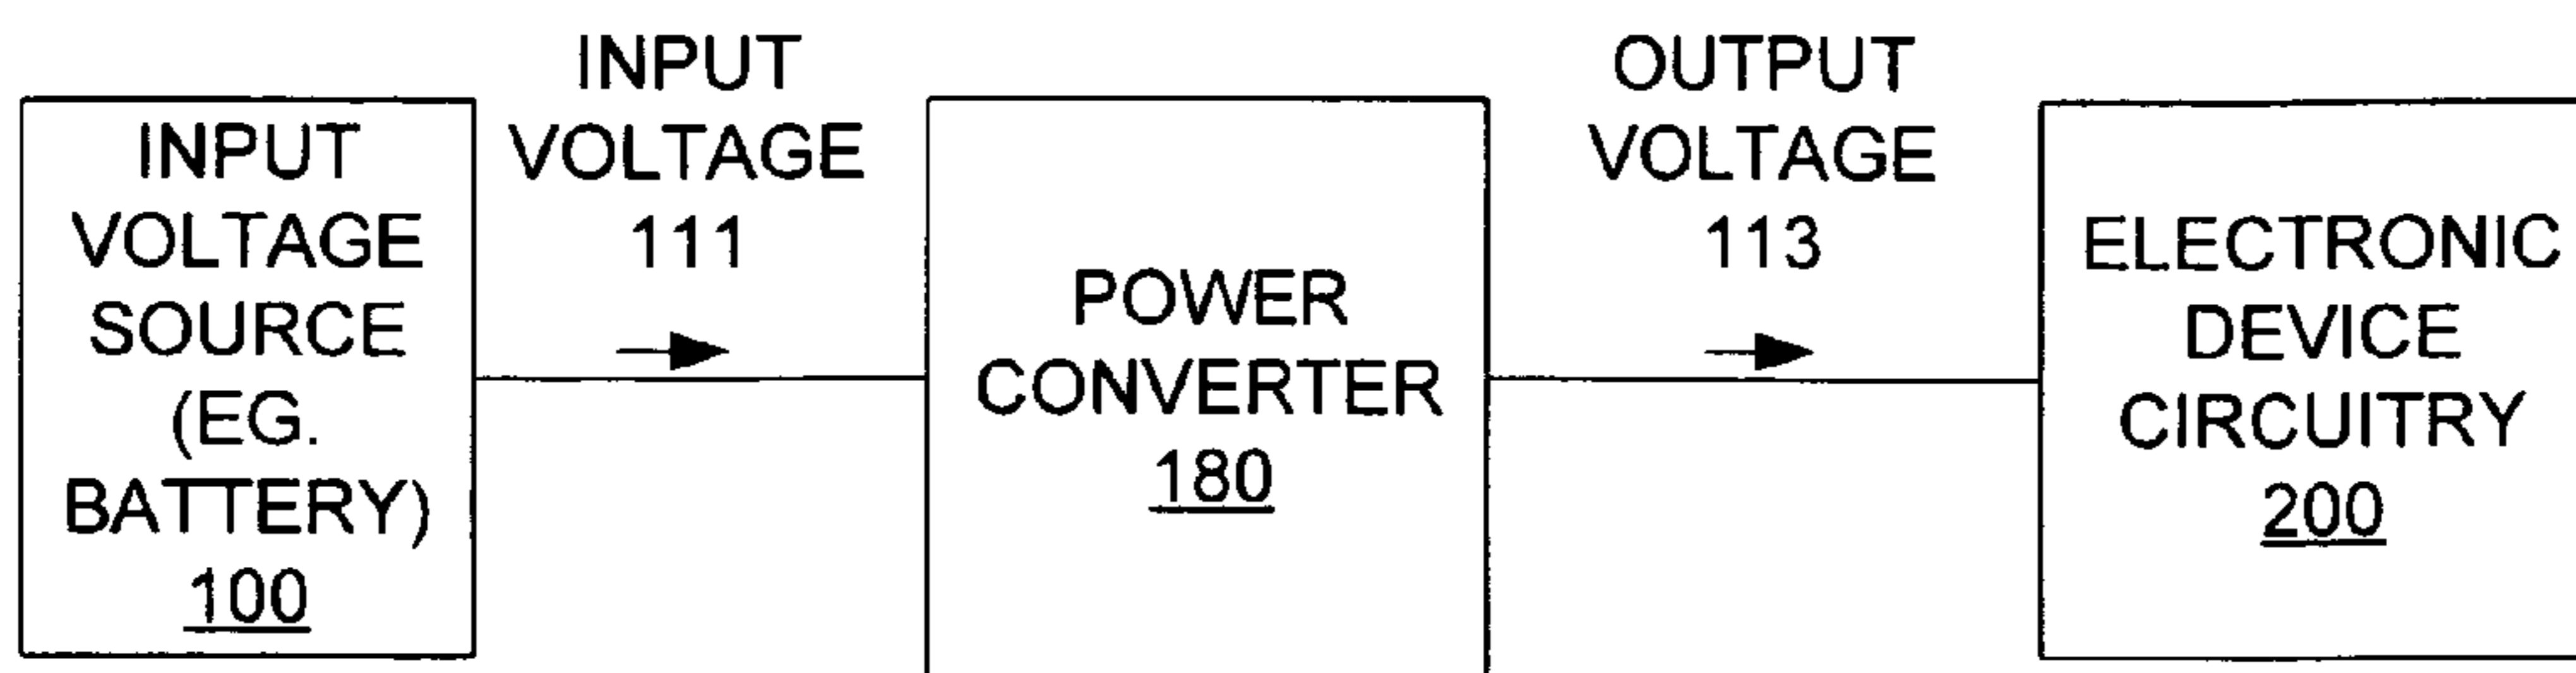 INPUT
VOLTAGE
SOURCE
(EG.
BATTERY)
100
INPUT
VOLTAGE
111
POWER
CONVERTER
180
OUTPUT
VOLTAGE
113
ELECTRONIC
DEVICE
CIRCUITRY
200